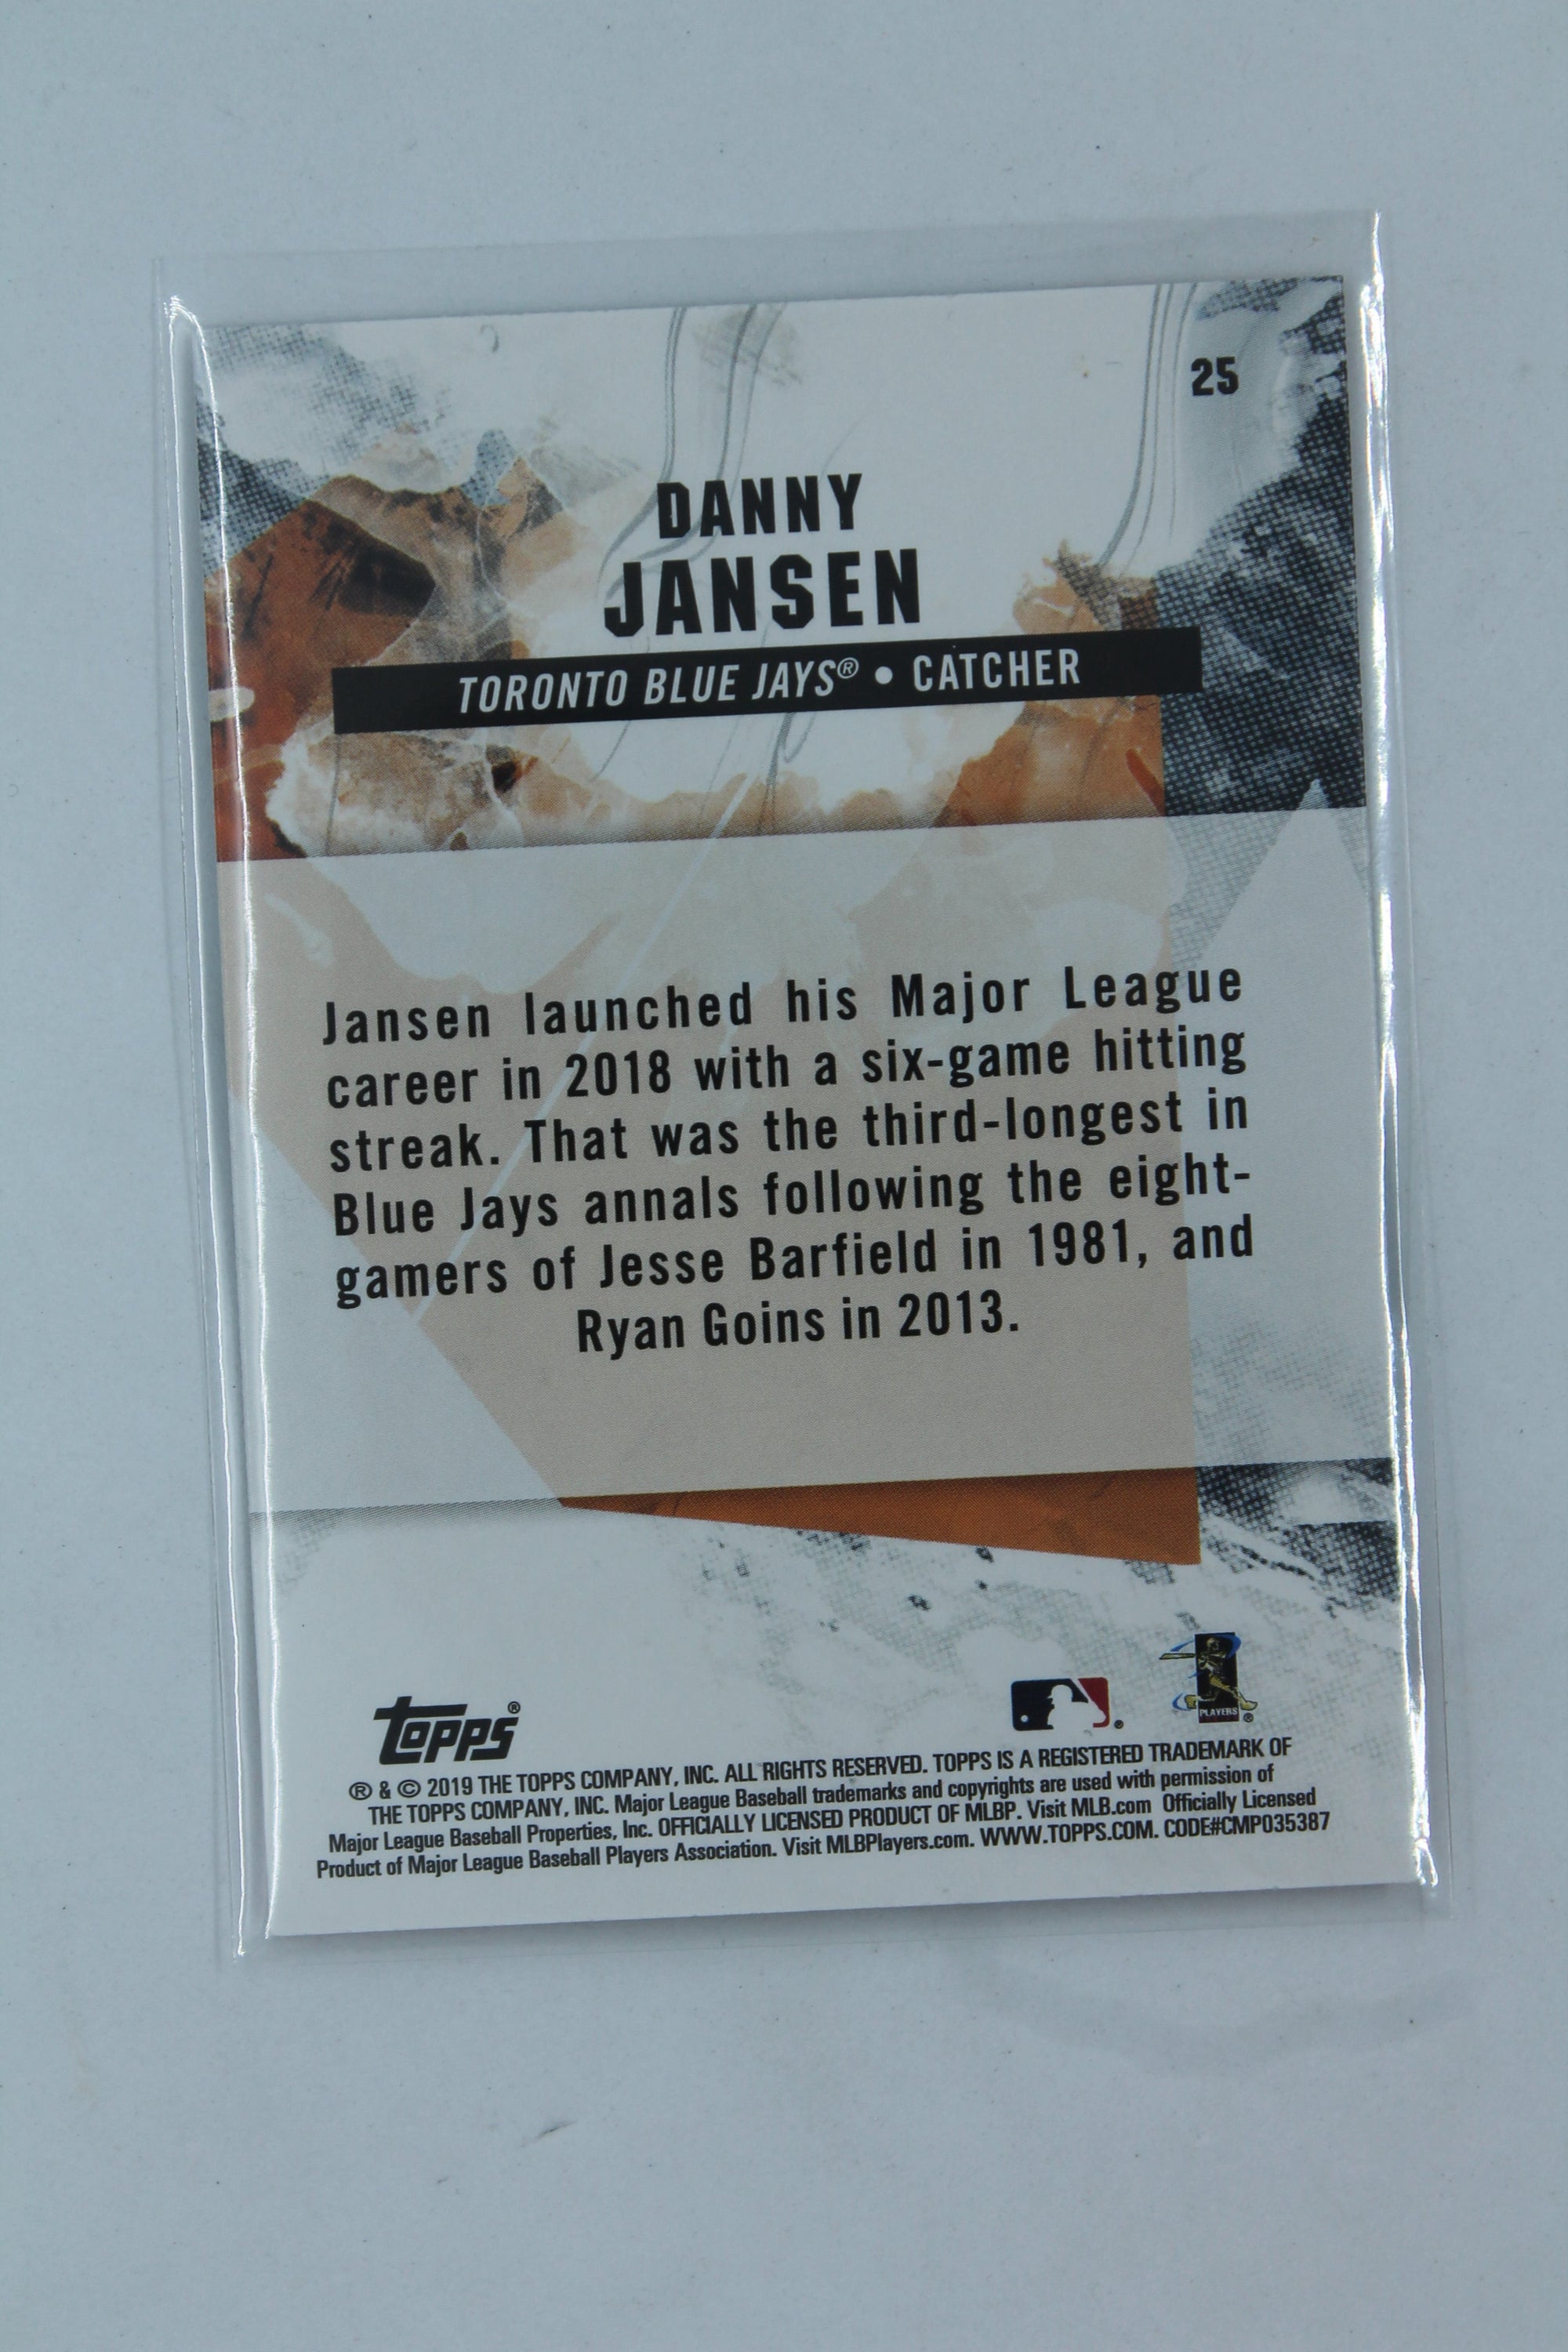 25
DANNY
JANSEN
TORONTO BLUE JAYS® • CATCHER
Jansen launched his Major League
career in 2018 with a six-game hitting
streak. That was the third-longest in
Blue Jays annals following the eight-
gamers of Jesse Barfield in 1981, and
Ryan Goins in 2013.
PLAYERS ®
Topps®
® & © 2019 THE TOPPS COMPANY, INC. ALL RIGHTS RESERVED. TOPPS IS A REGISTERED TRADEMARK OF
THE TOPPS COMPANY, INC. Major League Baseball trademarks and copyrights are used with permission of
Major League Baseball Properties, Inc. OFFICIALLY LICENSED PRODUCT OF MLBP. Visit MLB.com Officially Licensed
Product of Major League Baseball Players Association. Visit MLBPlayers.com. WWW.TOPPS.COM. CODE#CMP035387